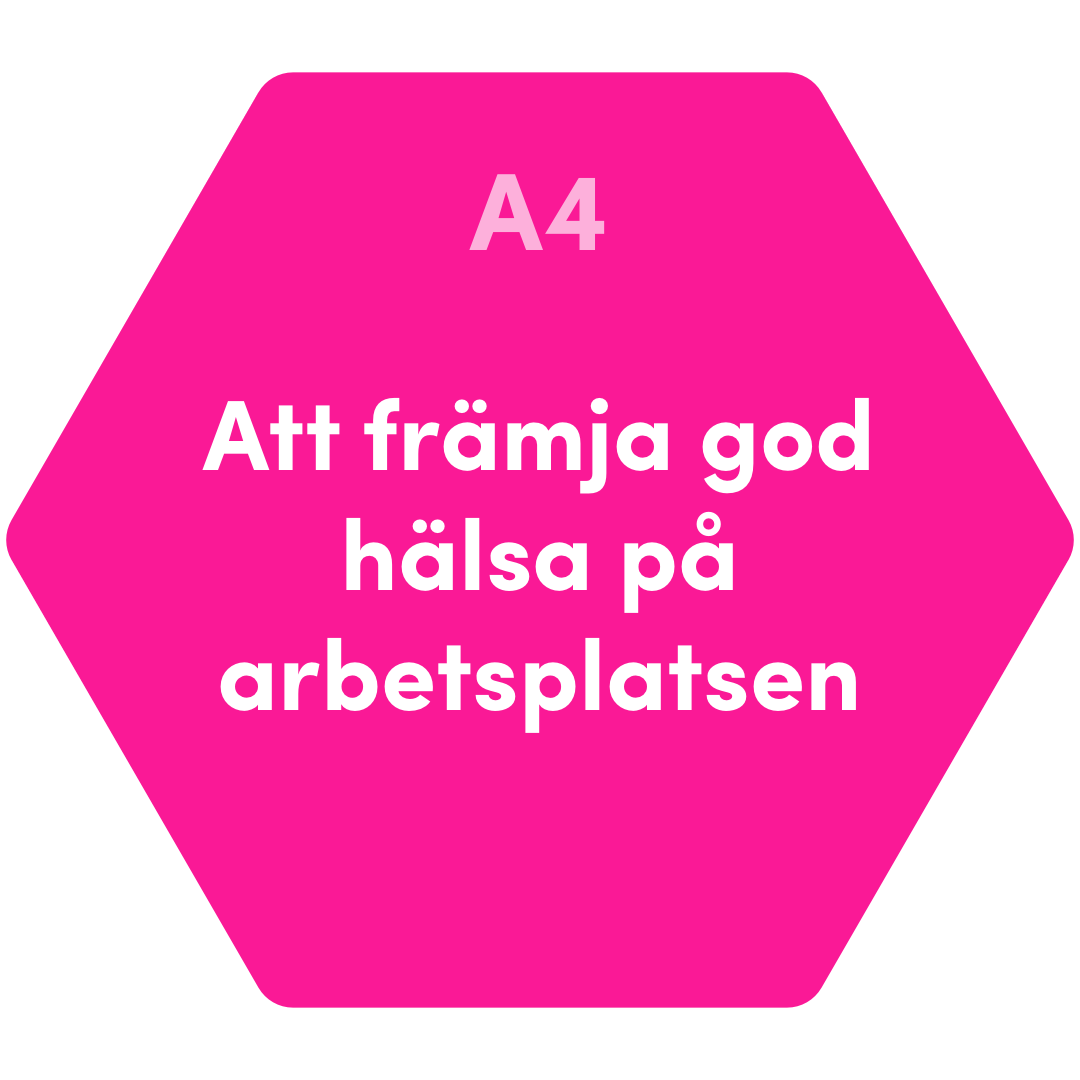 A4
Att främja god
hälsa på
arbetsplatsen